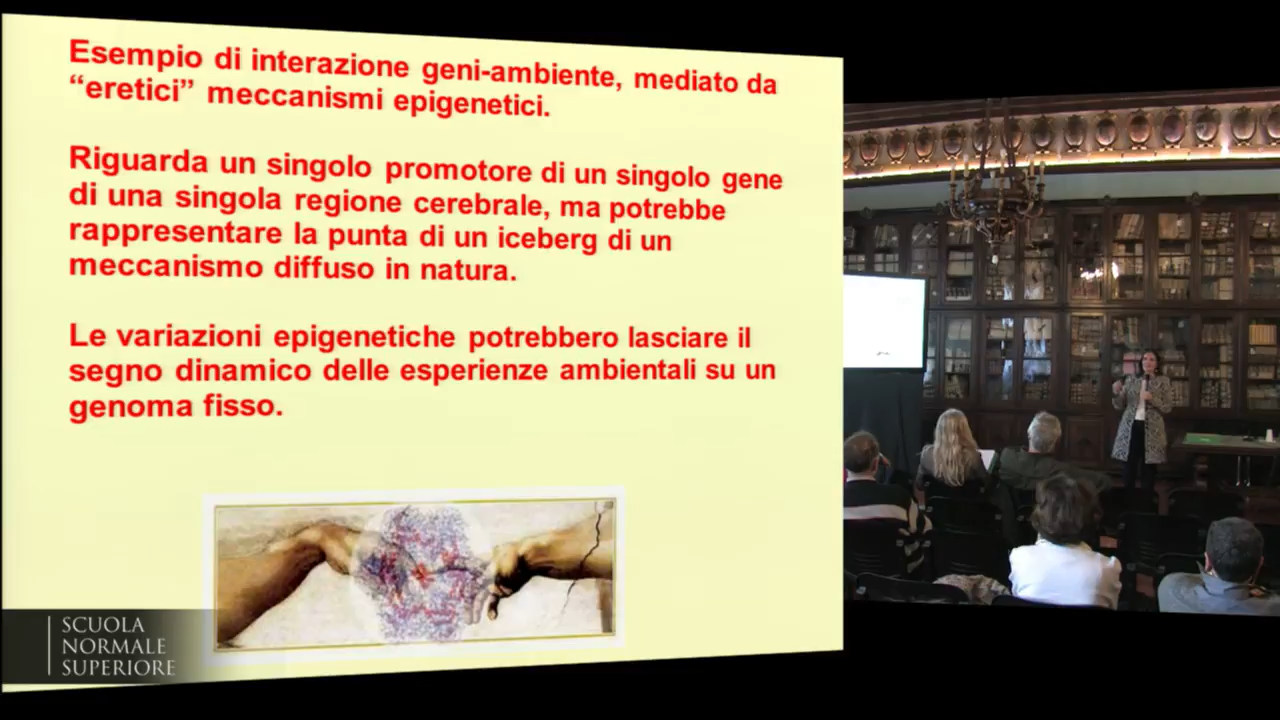 Esempio di interazione geni-ambiente, mediato da
“eretici” meccanismi epigenetici.
Riguarda un singolo promotore di un singolo gene
di una singola regione cerebrale, ma potrebbe
rappresentare la punta di un iceberg di un
meccanismo diffuso in natura.
Le variazioni epigenetiche potrebbero lasciare il
segno dinamico delle esperienze ambientali su un
genoma fisso.
SCUOLA
NORMALE
SUPERIORE